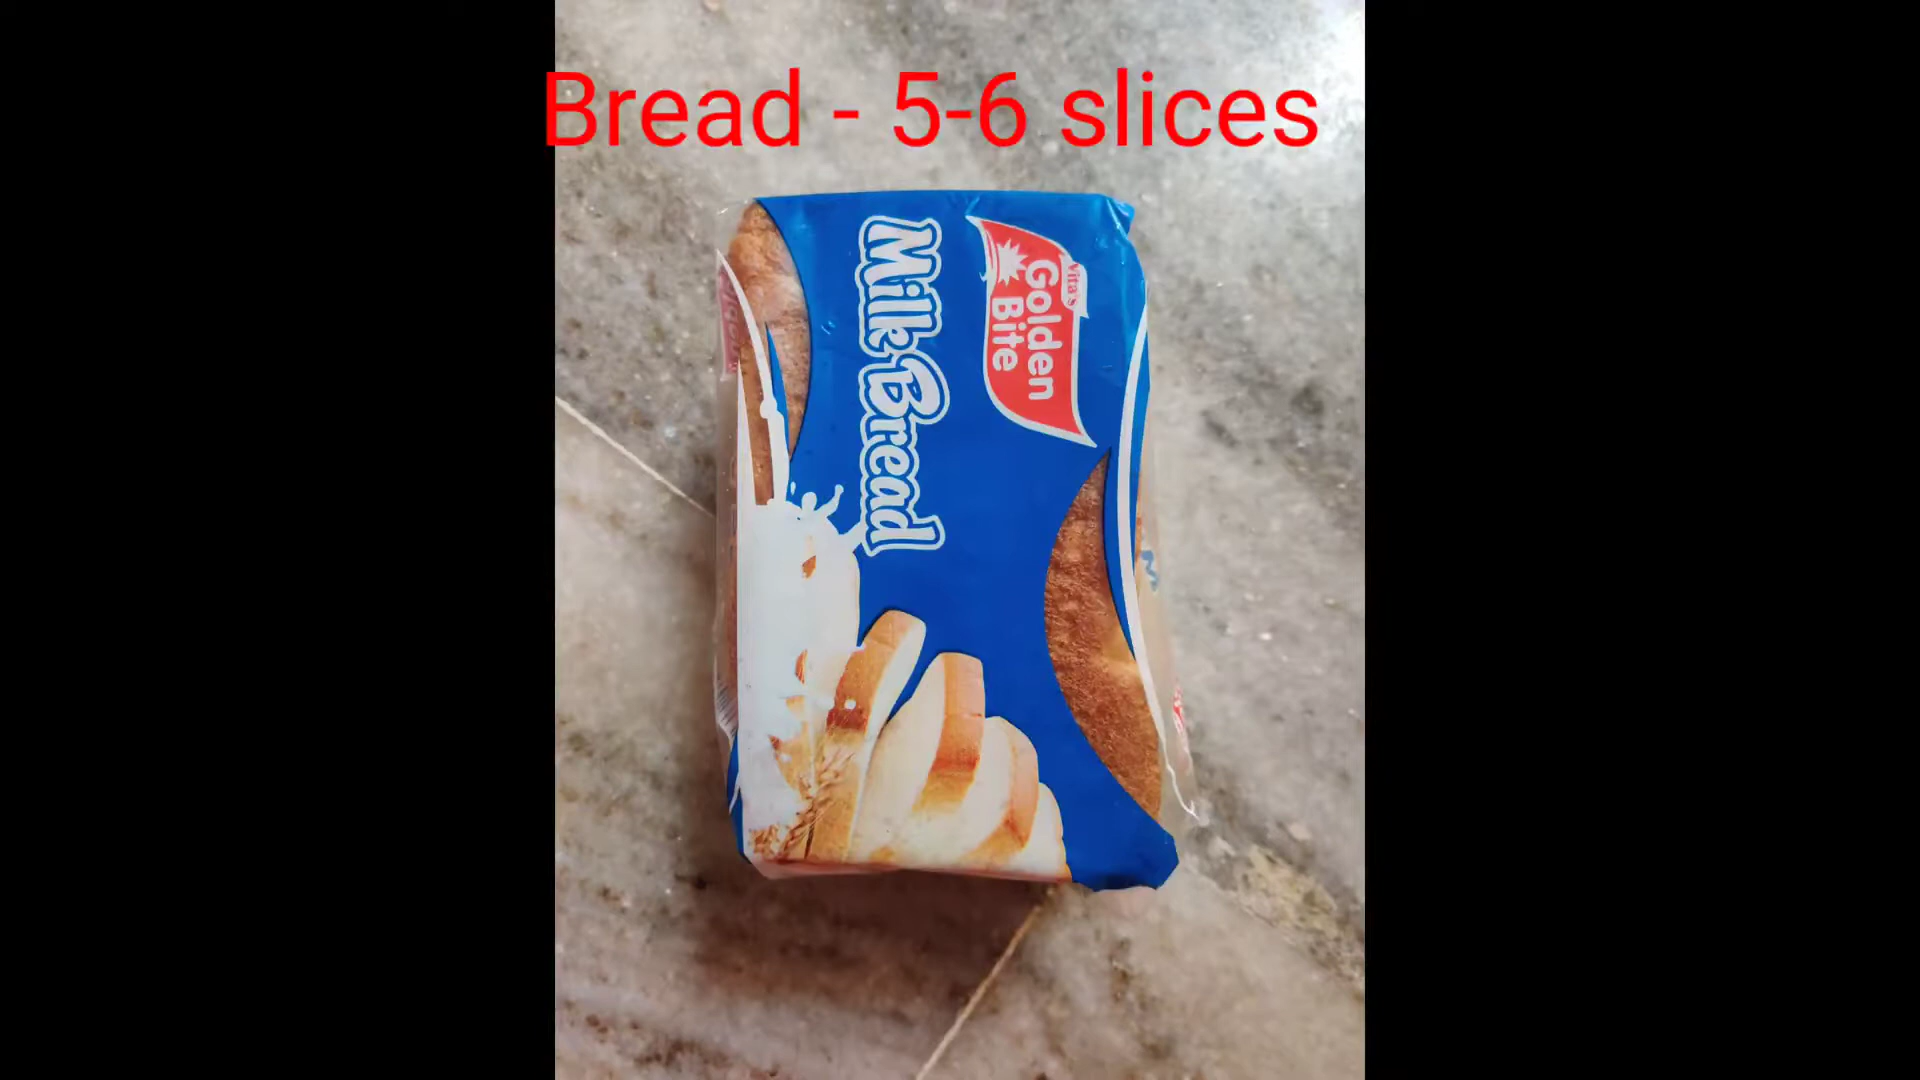 Bread - 5-6 slices
Vita's
Golden
Bite
Milk Bread